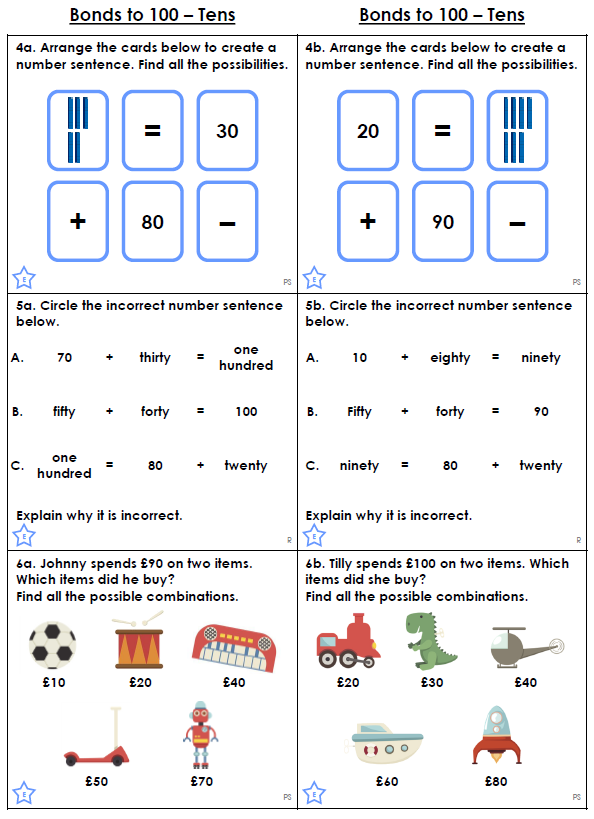 Bonds to 100 – Tens
Bonds to 100 – Tens
4a. Arrange the cards below to create a
number sentence. Find all the possibilities.
= 30
+ 80 –
E
PS
4b. Arrange the cards below to create a
number sentence. Find all the possibilities.
20 =
+ 90 –
E
PS
5a. Circle the incorrect number sentence
below.
A. 70 + thirty = one
hundred
B. fifty + forty = 100
C. one
hundred = 80 + twenty
Explain why it is incorrect.
E
R
5b. Circle the incorrect number sentence
below.
A. 10 + eighty = ninety
B. Fifty + forty = 90
C. ninety = 80 + twenty
Explain why it is incorrect.
E
R
6a. Johnny spends £90 on two items.
Which items did he buy?
Find all the possible combinations.
£10 £20 £40
£50 £70
E
PS
6b. Tilly spends £100 on two items. Which
items did she buy?
Find all the possible combinations.
£20 £30 £40
£60 £80
E
PS